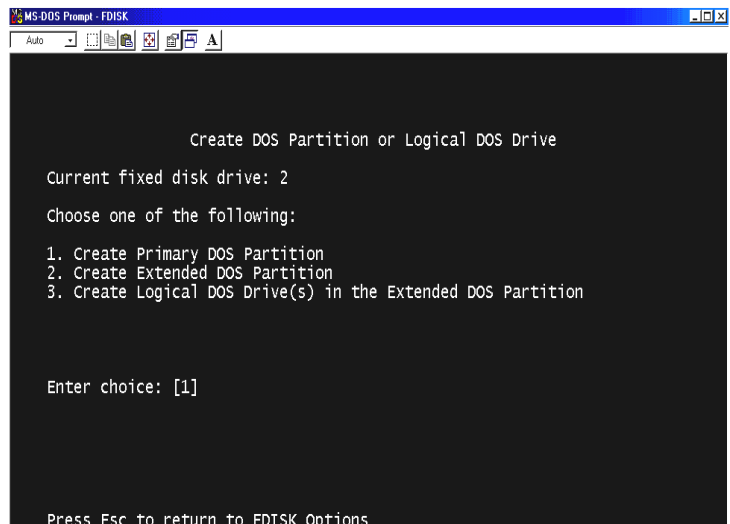 MS-DOS Prompt - FDISK
Auto
A
Create DOS Partition or Logical DOS Drive
Current fixed disk drive: 2
Choose one of the following:
1. Create Primary DOS Partition
2. Create Extended DOS Partition
3. Create Logical DOS Drive(s) in the Extended DOS Partition
Enter choice: [1]
Press Esc to return to FDISK Options